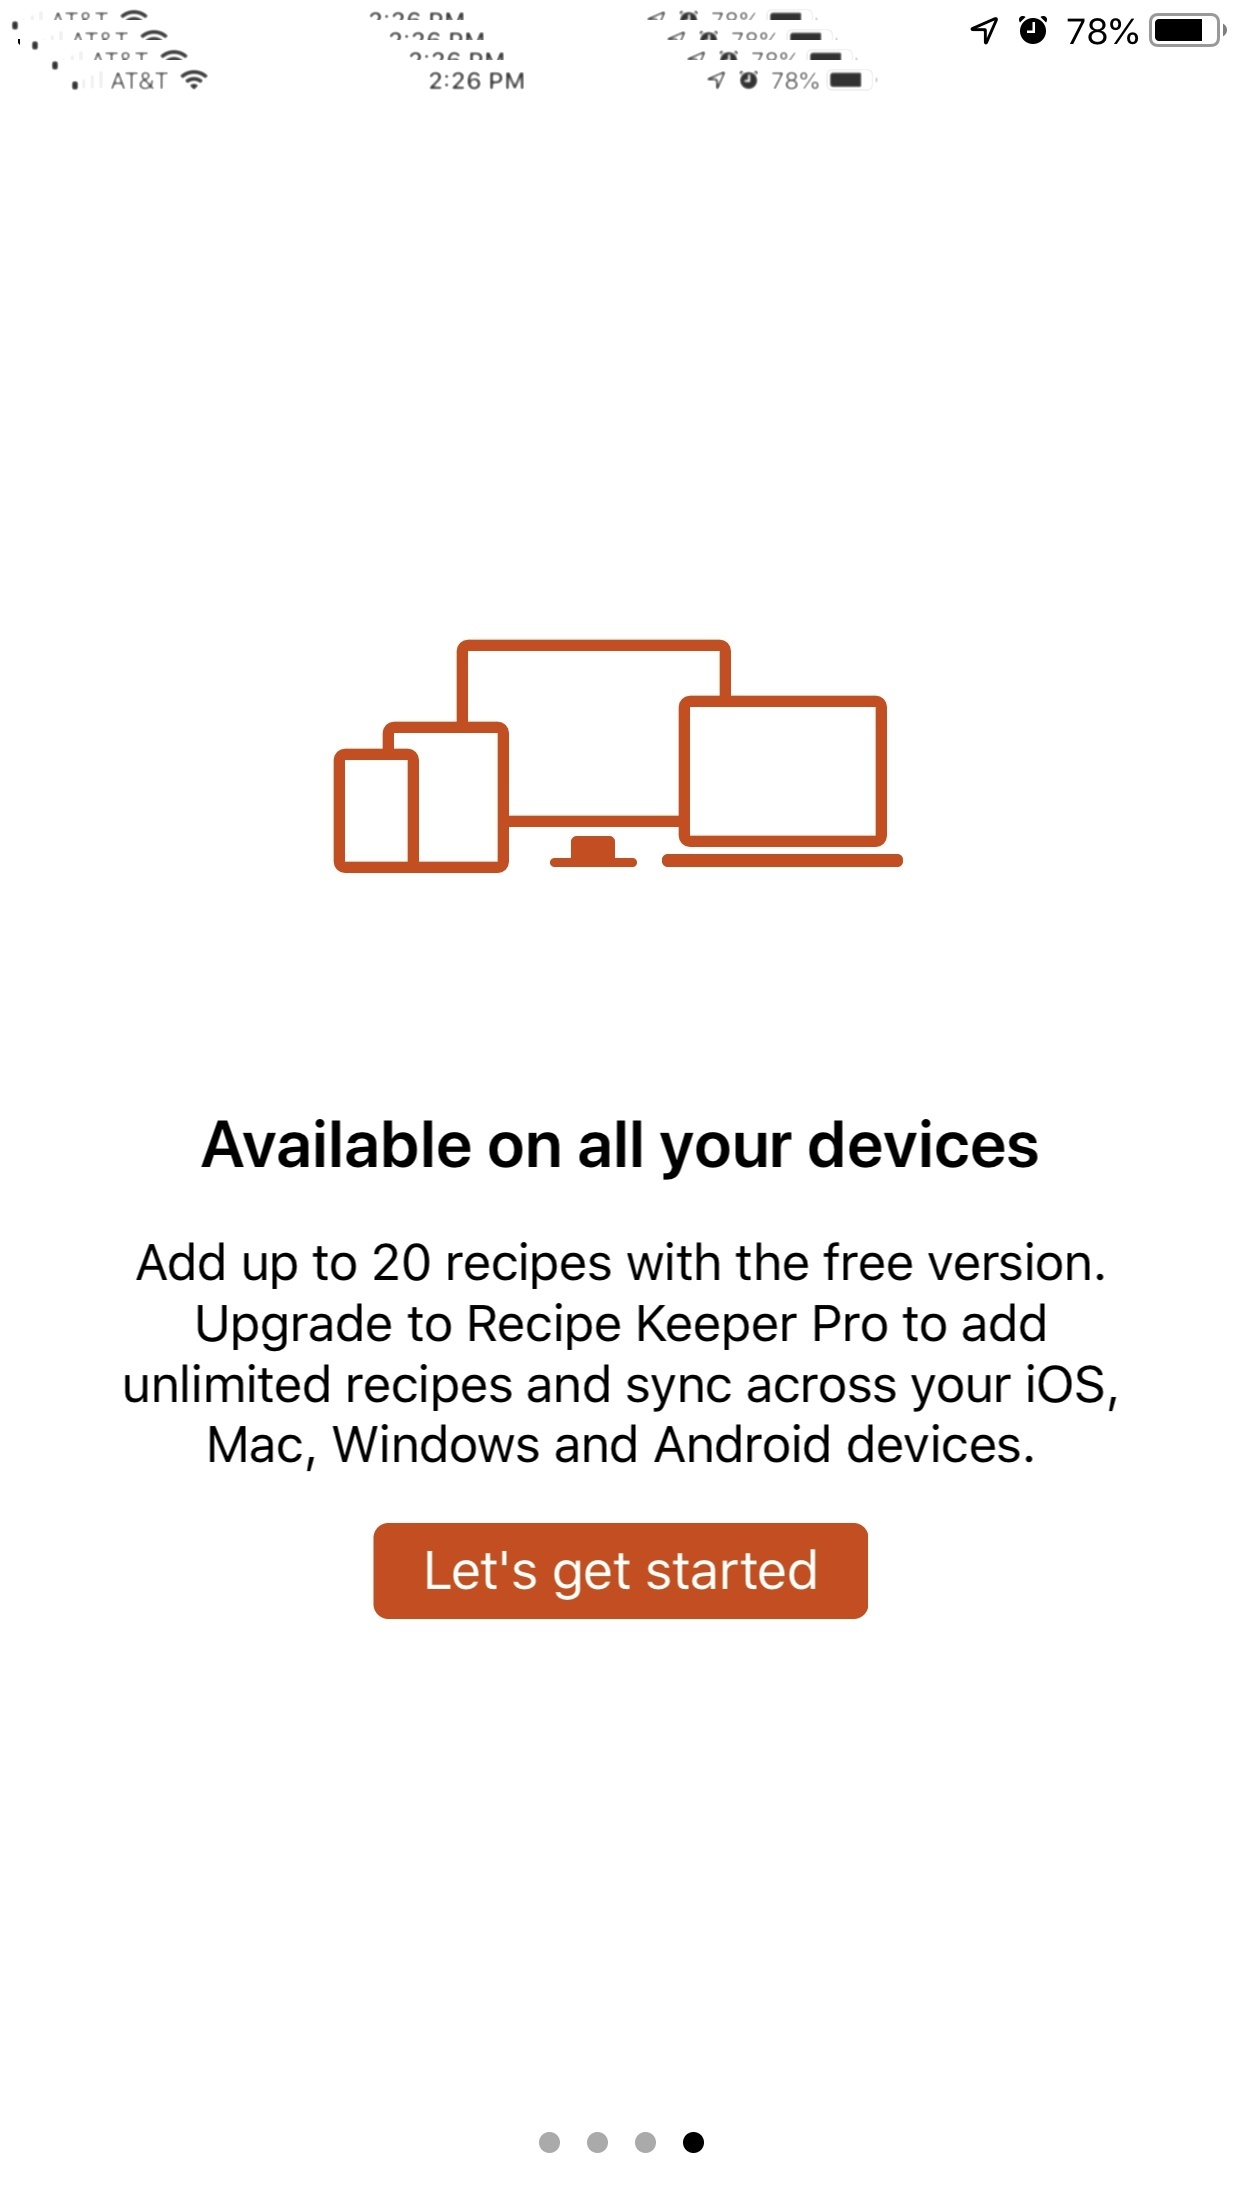 78%
AT&T 2:26 PM 78%
Available on all your devices
Add up to 20 recipes with the free version.
Upgrade to Recipe Keeper Pro to add
unlimited recipes and sync across your iOS,
Mac, Windows and Android devices.
Let's get started